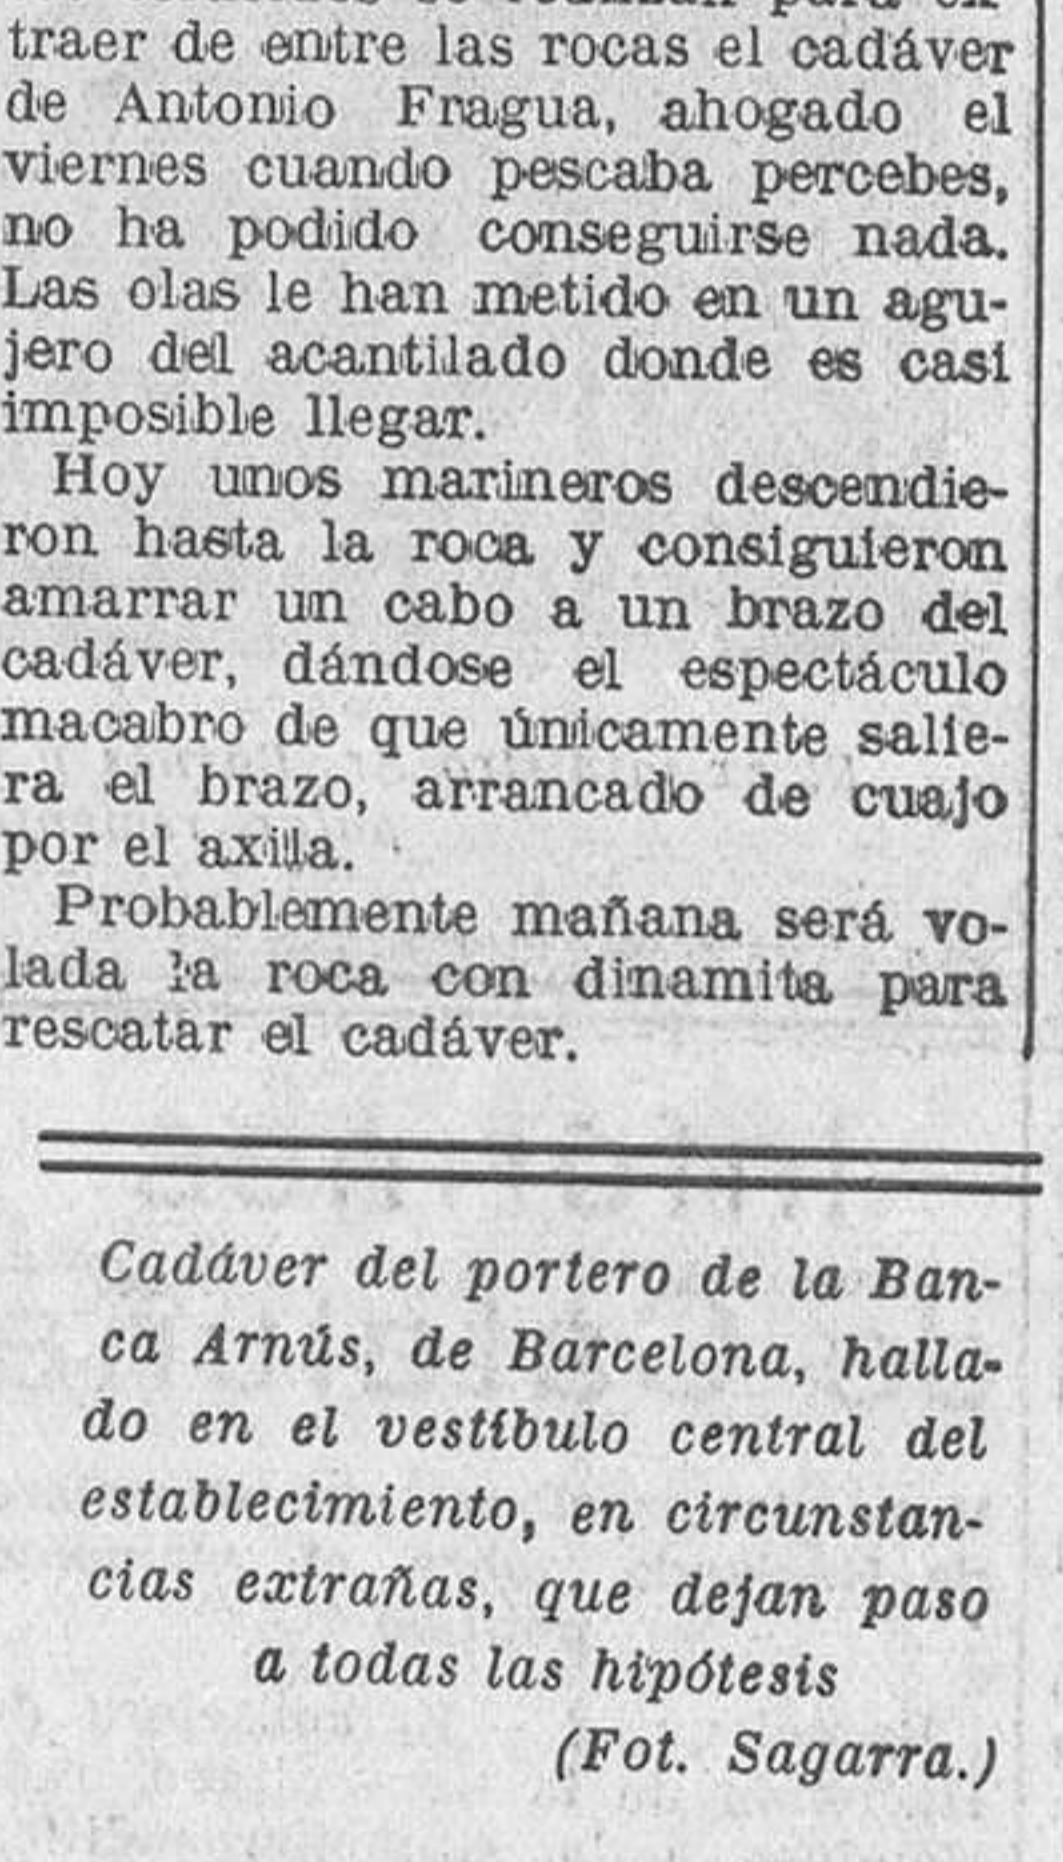 traer de entre las rocas el cadáver
de Antonio Fragua, ahogado el
viernes cuando pescaba percebes,
no ha podido conseguirse nada.
Las olas le han metido en un agu-
jero del acantilado donde es casi
imposible llegar.
Hoy unos marineros descendie-
ron hasta la roca y consiguieron
amarrar un cabo a un brazo del
cadáver, dándose el espectáculo
macabro de que únicamente salie-
ra el brazo, arrancado de cuajo
por el axilla.
Probablemente mañana será vo-
lada la roca con dinamita para
rescatar el cadáver.
Cadáver del portero de la Ban-
ca Arnús, de Barcelona, halla-
do en el vestíbulo central del
establecimiento, en circunstan-
cias extrañas, que dejan paso
a todas las hipótesis
(Fot. Sagarra.)